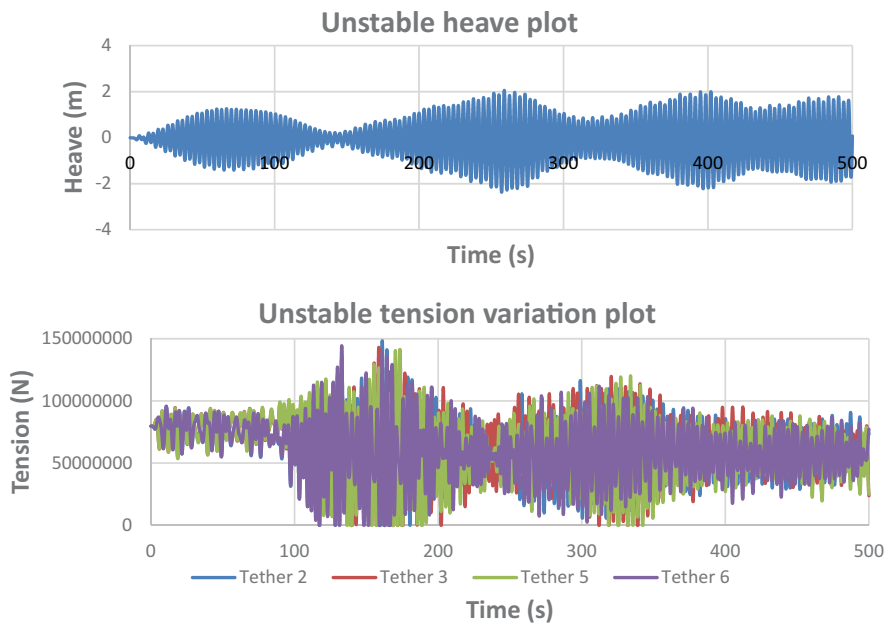 Unstable heave plot
4
2
0
-2
-4
Heave (m)
0 100 200 300 400 500
Time (s)
Unstable tension variation plot
150000000
100000000
50000000
0
Tension (N)
0 100 200 300 400 500
Tether 2 Tether 3 Tether 5 Tether 6
Time (s)